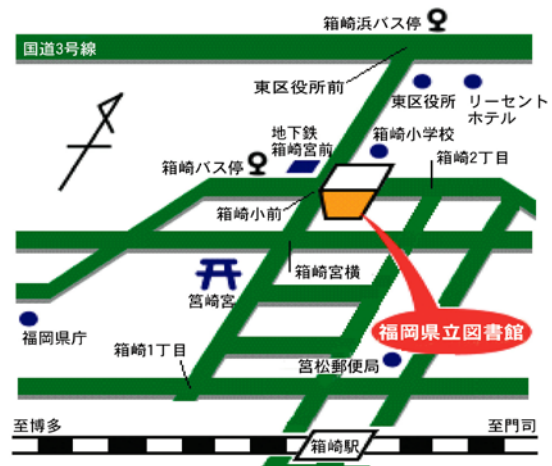 箱崎浜バス停
国道3号線
東区役所前
東区役所
リーセント
ホテル
地下鉄
箱崎宮前
箱崎小学校
箱崎バス停
箱崎2丁目
箱崎小前
箱崎宮横
筥崎宮
福岡県庁
福岡県立図書館
箱崎1丁目
筥松郵便局
至博多
至門司
箱崎駅